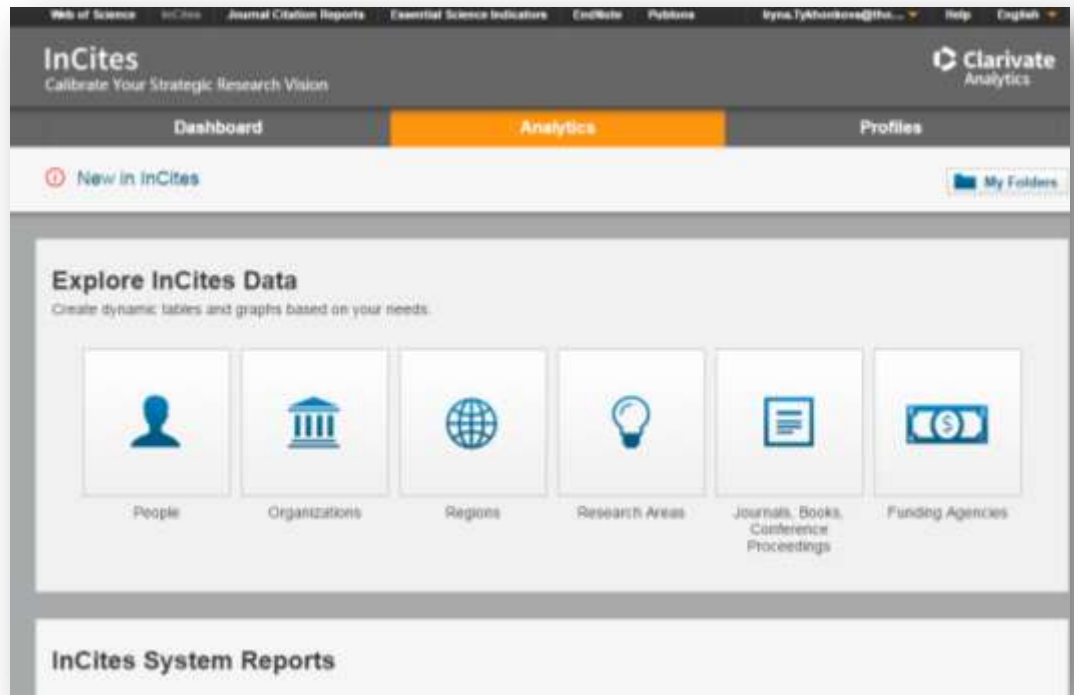 Web of Science InCites Journal Citation Reports Essential Science Indicators EndNote Publons Help English
InCites
Calibrate Your Strategic Research Vision
Clarivate
Analytics
Dashboard Analytics Profiles
New in InCites
My Folders
Explore InCites Data
Create dynamic tables and graphs based on your needs.
People Organizations Regions Research Areas Journals, Books, Funding Agencies
Conference
Proceedings
InCites System Reports